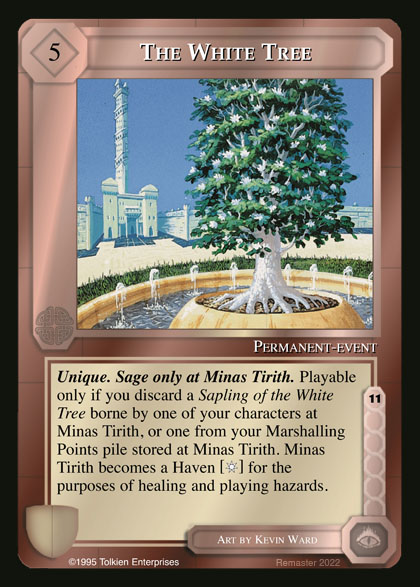 5
The White Tree
Permanent-event
Unique. Sage only at Minas Tirith. Playable
only if you discard a Sapling of the White
Tree borne by one of your characters at
Minas Tirith, or one from your Marshalling
Points pile stored at Minas Tirith. Minas
Tirith becomes a Haven [] for the
purposes of healing and playing hazards.
11
Art by Kevin Ward
©1995 Tolkien Enterprises
Remaster 2022